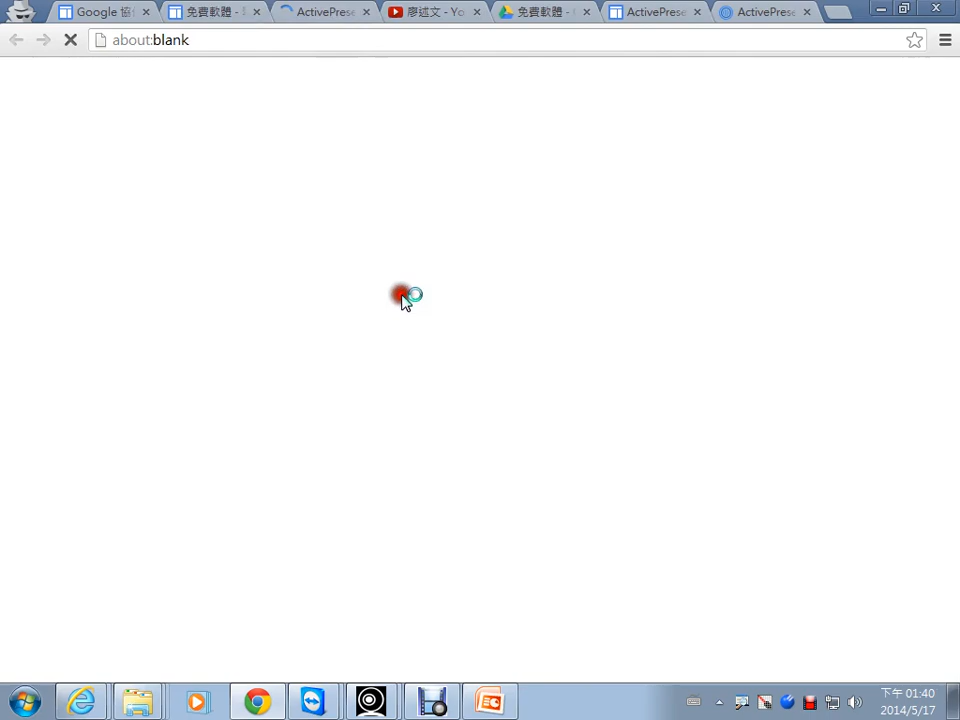 Google 協
免費軟體 -
ActivePrese
廖述文 - Yo
免費軟體 -
ActivePrese
ActivePrese
about:blank
下午 01:40
2014/5/17